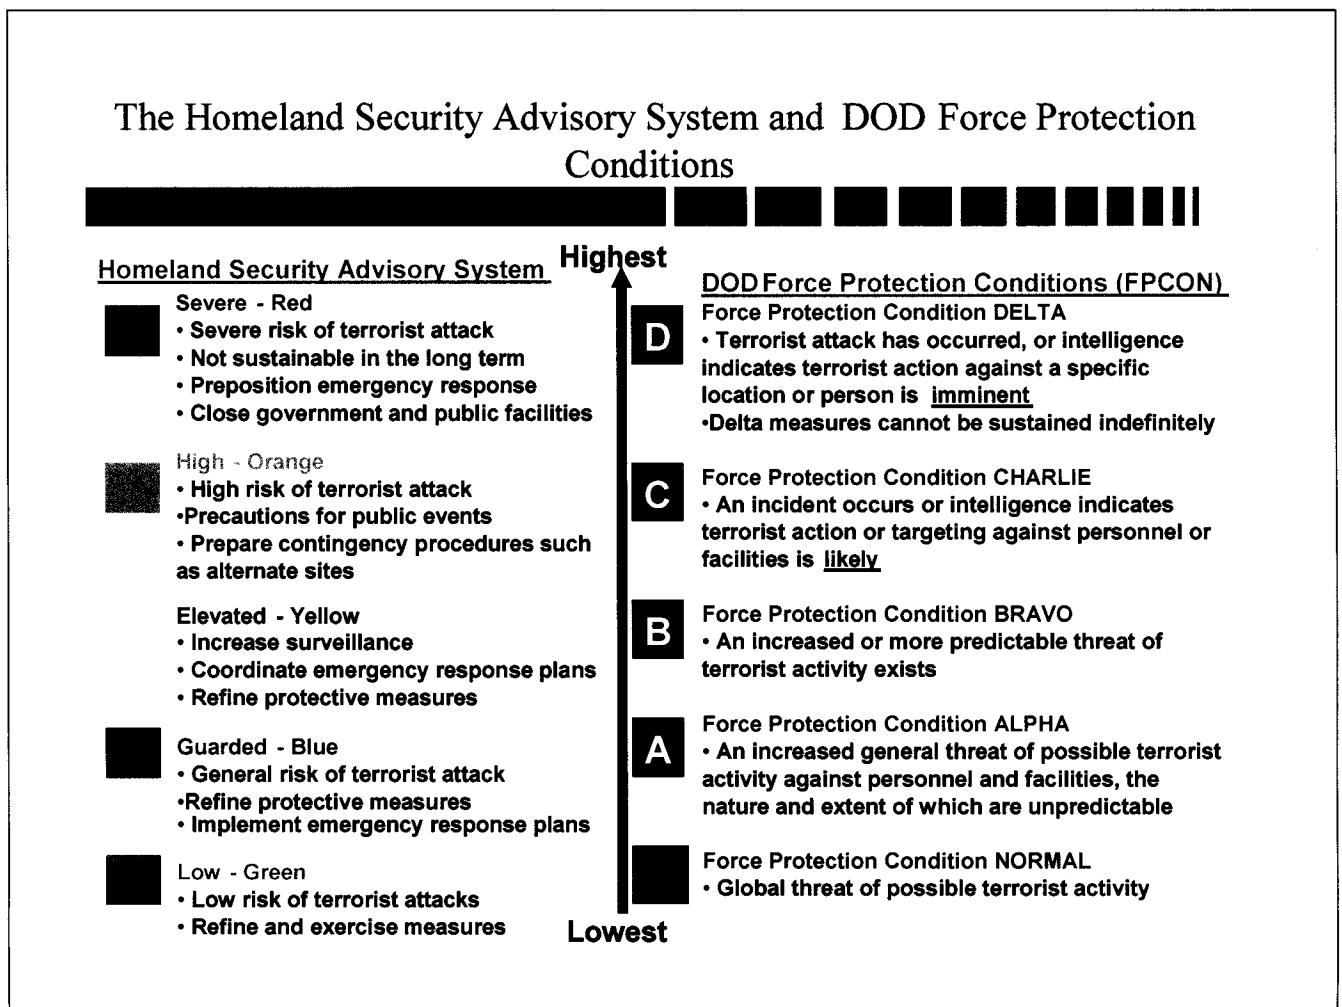 The Homeland Security Advisory System and DOD Force Protection
Conditions
Highest
Homeland Security Advisory System
Severe - Red
• Severe risk of terrorist attack
• Not sustainable in the long term
• Preposition emergency response
• Close government and public facilities
High - Orange
• High risk of terrorist attack
•Precautions for public events
• Prepare contingency procedures such
as alternate sites
Elevated - Yellow
• Increase surveillance
• Coordinate emergency response plans
• Refine protective measures
Guarded - Blue
• General risk of terrorist attack
•Refine protective measures
• Implement emergency response plans
Low - Green
• Low risk of terrorist attacks
• Refine and exercise measures
DOD Force Protection Conditions (FPCON)
D
Force Protection Condition DELTA
• Terrorist attack has occurred, or intelligence
indicates terrorist action against a specific
location or person is imminent
•Delta measures cannot be sustained indefinitely
C
Force Protection Condition CHARLIE
• An incident occurs or intelligence indicates
terrorist action or targeting against personnel or
facilities is likely
B
Force Protection Condition BRAVO
• An increased or more predictable threat of
terrorist activity exists
A
Force Protection Condition ALPHA
• An increased general threat of possible terrorist
activity against personnel and facilities, the
nature and extent of which are unpredictable
Force Protection Condition NORMAL
• Global threat of possible terrorist activity
Lowest